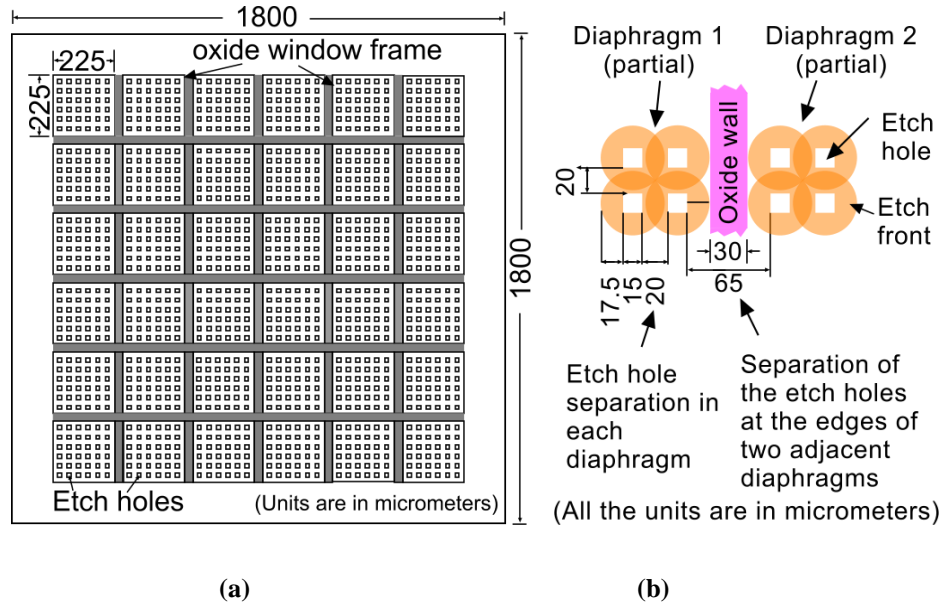 1800
oxide window frame
225
225
1800
Etch holes
(Units are in micrometers)
(a)
Diaphragm 1
(partial)
Diaphragm 2
(partial)
Oxide wall
Etch
hole
20
Etch
front
30
65
17.5
15
20
Etch hole
separation in
each
diaphragm
Separation of
the etch holes
at the edges of
two adjacent
diaphragms
(All the units are in micrometers)
(b)